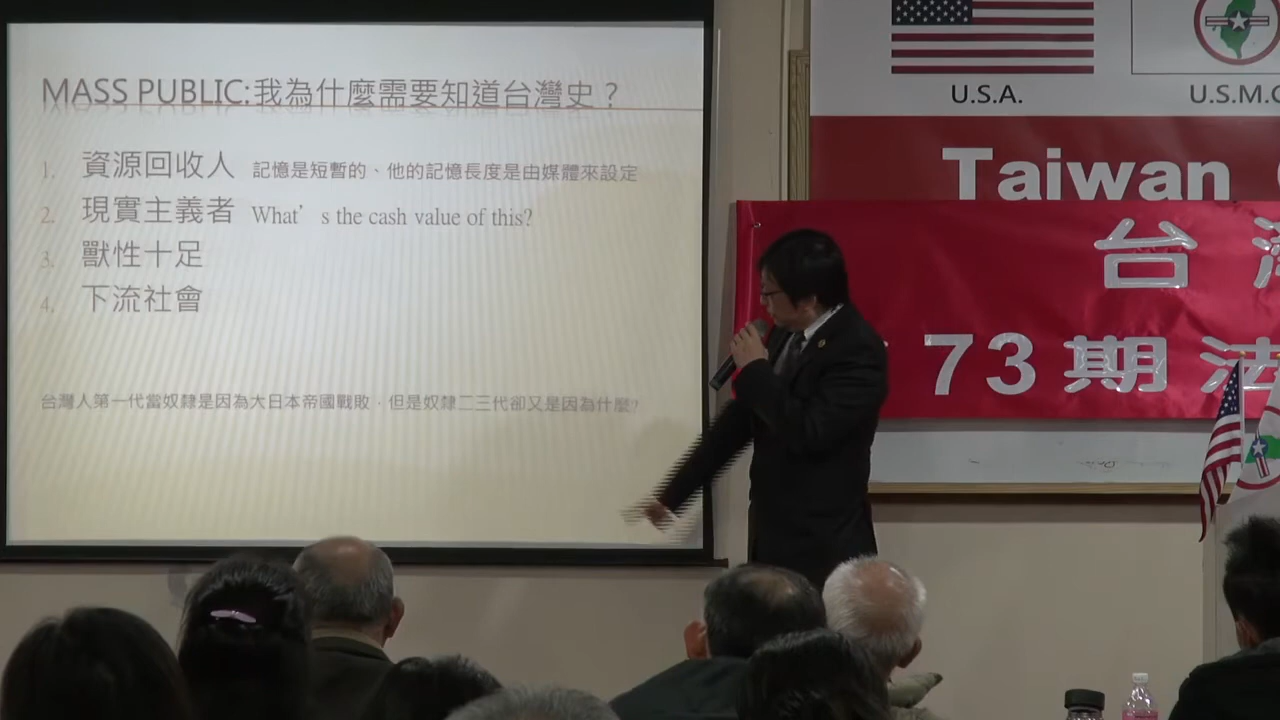 MASS PUBLIC:我為什麼需要知道台灣史？
1. 資源回收人 記憶是短暫的、他的記憶長度是由媒體來設定
2. 現實主義者 What's the cash value of this?
3. 獸性十足
4. 下流社會
台灣人第一代當奴隸是因為大日本帝國戰敗，但是奴隸二三代卻又是因為什麼?
U.S.A.
U.S.M.
Taiwan
台
73期法